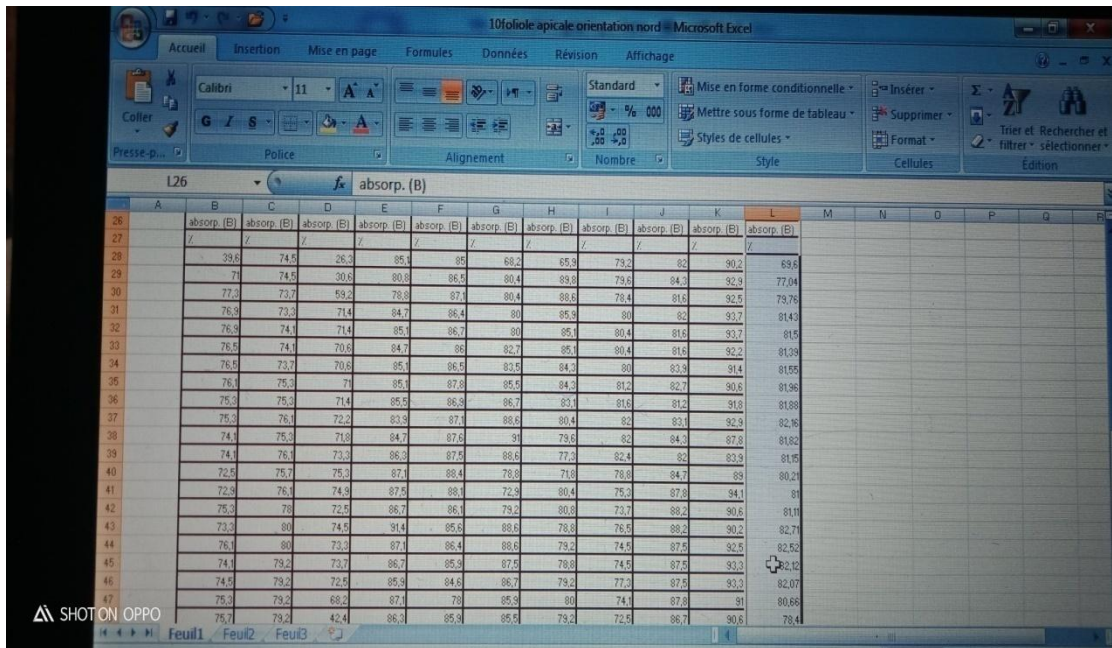 10foliole apicale orientation nord - Microsoft Excel
Accueil Insertion Mise en page Formules Données Révision Affichage
Calibri 11 A A Standard Mise en forme conditionnelle Insérer Σ
Coller G I S A % 000 Mettre sous forme de tableau Supprimer Trier et filtrer Rechercher et sélectionner
Styles de cellules Format
Presse-p... Police Alignement Nombre Style Cellules Édition
L26 fx absorp. (B)
A B C D E F G H I J K L M N O P Q R
26 absorp. (B) absorp. (B) absorp. (B) absorp. (B) absorp. (B) absorp. (B) absorp. (B) absorp. (B) absorp. (B) absorp. (B) absorp. (B)
27 % % % % % % % % % % %
28 39,6 74,5 26,3 85,1 85 68,2 65,9 79,2 82 90,2 69,6
29 71 74,5 30,6 80,8 86,5 80,4 89,8 79,6 84,3 92,9 77,04
30 77,3 73,7 59,2 78,8 87,1 80,4 88,6 78,4 81,6 92,5 79,76
31 76,9 73,3 71,4 84,7 86,4 80 85,9 80 82 93,7 81,43
32 76,9 74,1 71,4 85,1 86,7 80 85,1 80,4 81,6 93,7 81,5
33 76,5 74,1 70,6 84,7 86 82,7 85,1 80,4 81,6 92,2 81,39
34 76,5 73,7 70,6 85,1 86,5 83,5 84,3 80 83,9 91,4 81,55
35 76,1 75,3 71 85,1 87,8 85,5 84,3 81,2 82,7 90,6 81,96
36 75,3 75,3 71,4 85,5 86,9 86,7 83,1 81,6 81,2 91,8 81,88
37 75,3 76,1 72,2 83,9 87,1 88,6 80,4 82 83,1 92,9 82,16
38 74,1 75,3 71,8 84,7 87,6 91 79,6 82 84,3 87,8 81,82
39 74,1 76,1 73,3 86,3 87,5 88,6 77,3 82,4 82 83,9 81,15
40 72,5 75,7 75,3 87,1 88,4 78,8 71,8 78,8 84,7 89 80,21
41 72,9 76,1 74,9 87,5 88,1 72,9 80,4 75,3 87,8 94,1 81
42 75,3 78 72,5 86,7 86,1 79,2 80,8 73,7 88,2 90,6 81,11
43 73,3 80 74,5 91,4 85,6 88,6 78,8 76,5 88,2 90,2 82,71
44 76,1 80 73,3 87,1 86,4 88,6 79,2 74,5 87,5 92,5 82,52
45 74,1 79,2 73,7 86,7 85,9 87,5 78,8 74,5 87,5 93,3 82,12
46 74,5 79,2 72,5 85,9 84,6 86,7 79,2 77,3 87,5 93,3 82,07
47 75,3 79,2 68,2 87,1 78 85,9 80 74,1 87,8 91 80,66
75,7 79,2 42,4 86,3 85,9 85,5 79,2 72,5 86,7 90,6 78,4
Feuil1 Feuil2 Feuil3
SHOT ON OPPO